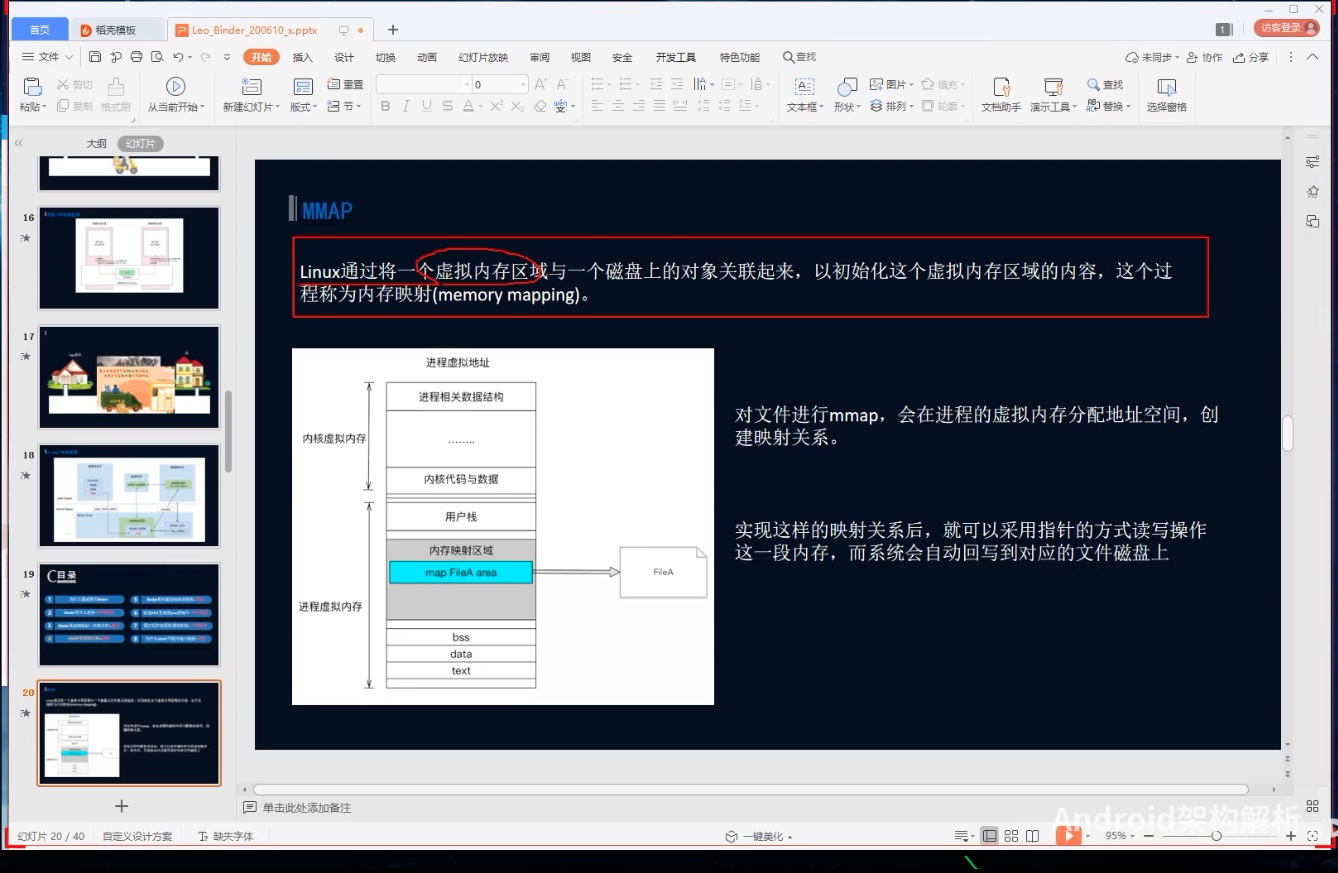 首页
稻壳模板
Leo_Binder_200610_x.pptx
1
访客登录
文件
开始
插入
设计
切换
动画
幻灯片放映
审阅
视图
安全
开发工具
特色功能
查找
未同步
协作
分享
粘贴
剪切
复制
格式刷
从当前开始
新建幻灯片
版式
重置
节
0
文本框
形状
图片
排列
填充
轮廓
文档助手
演示工具
查找
替换
选择窗格
大纲
幻灯片
16
17
18
19
目录
20
MMAP
Linux通过将一个虚拟内存区域与一个磁盘上的对象关联起来，以初始化这个虚拟内存区域的内容，这个过
程称为内存映射(memory mapping)。
进程虚拟地址
进程相关数据结构
内核虚拟内存
........
内核代码与数据
用户栈
内存映射区域
map FileA area
FileA
进程虚拟内存
bss
data
text
对文件进行mmap，会在进程的虚拟内存分配地址空间，创
建映射关系。
实现这样的映射关系后，就可以采用指针的方式读写操作
这一段内存，而系统会自动回写到对应的文件磁盘上
单击此处添加备注
Android架构解析
幻灯片 20 / 40
自定义设计方案
缺失字体
一键美化
95%